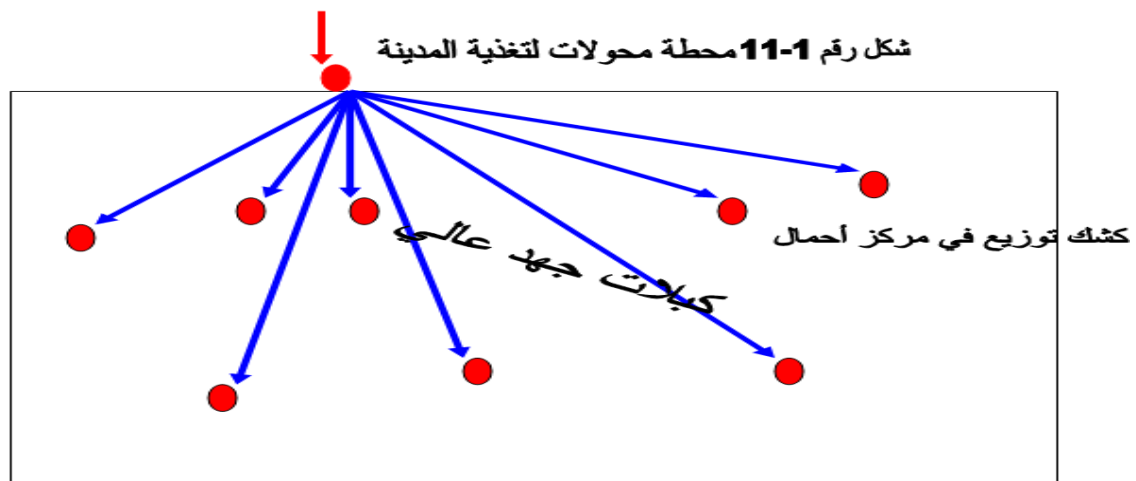 شكل رقم 1-11 محطة محولات لتغذية المدينة
كبلات جهد عالي
كشك توزيع في مركز أحمال